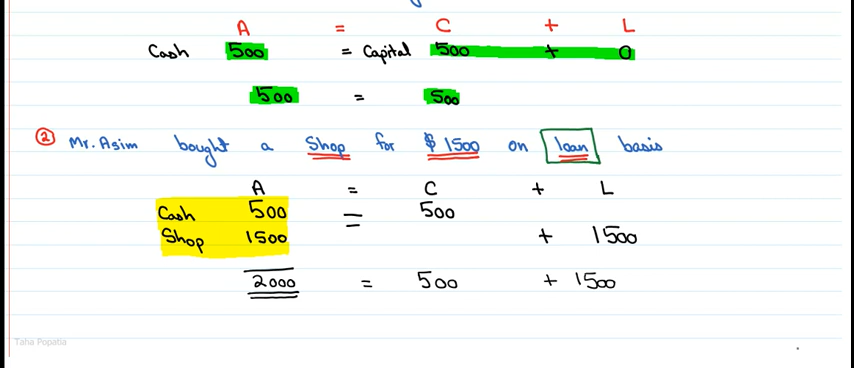 A = C + L
Cash 500 = Capital 500 + 0
500 = 500
② Mr. Asim bought a Shop for $1500 on loan basis
A = C + L
Cash 500 = 500
Shop 1500 + 1500
2000 = 500 + 1500
Taha Popatia